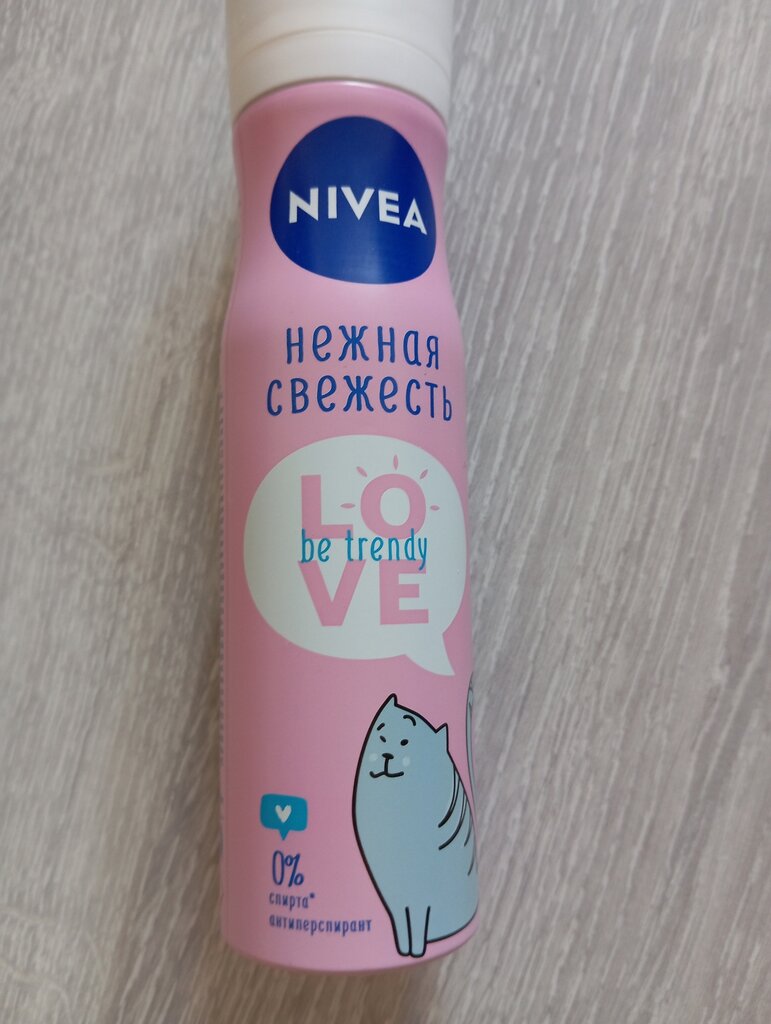 NIVEA
нежная
свежесть
LO
be trendy
VE
0%
спирта*
антиперспирант